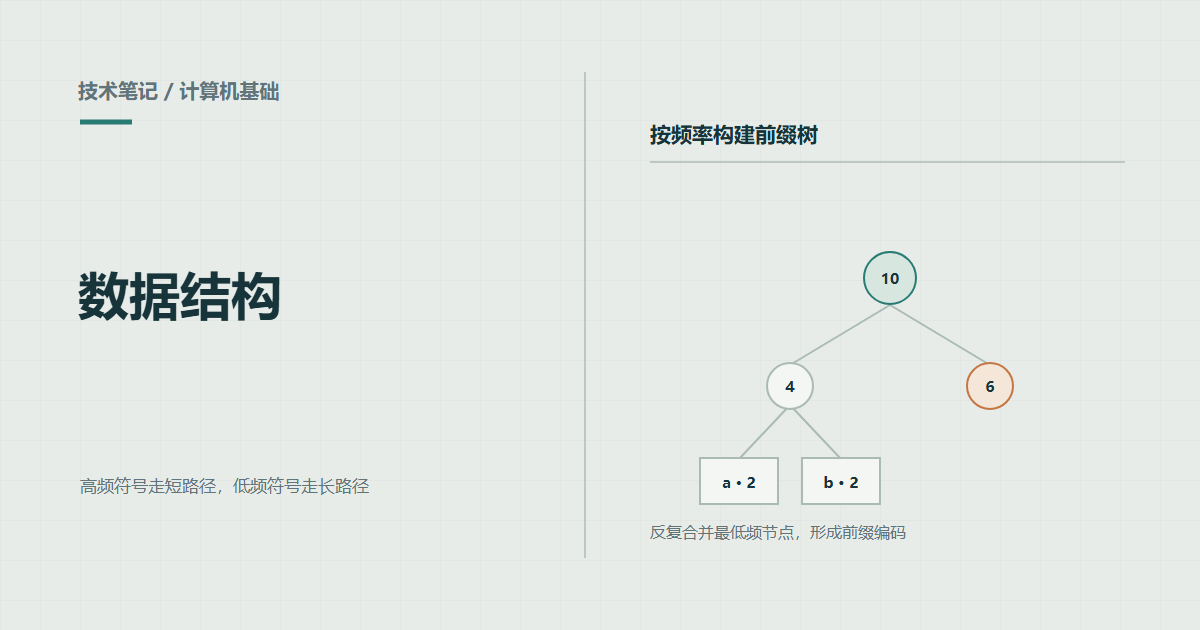 技术笔记 / 计算机基础
数据结构
高频符号走短路径，低频符号走长路径
按频率构建前缀树
10
4
6
a • 2
b • 2
反复合并最低频节点，形成前缀编码